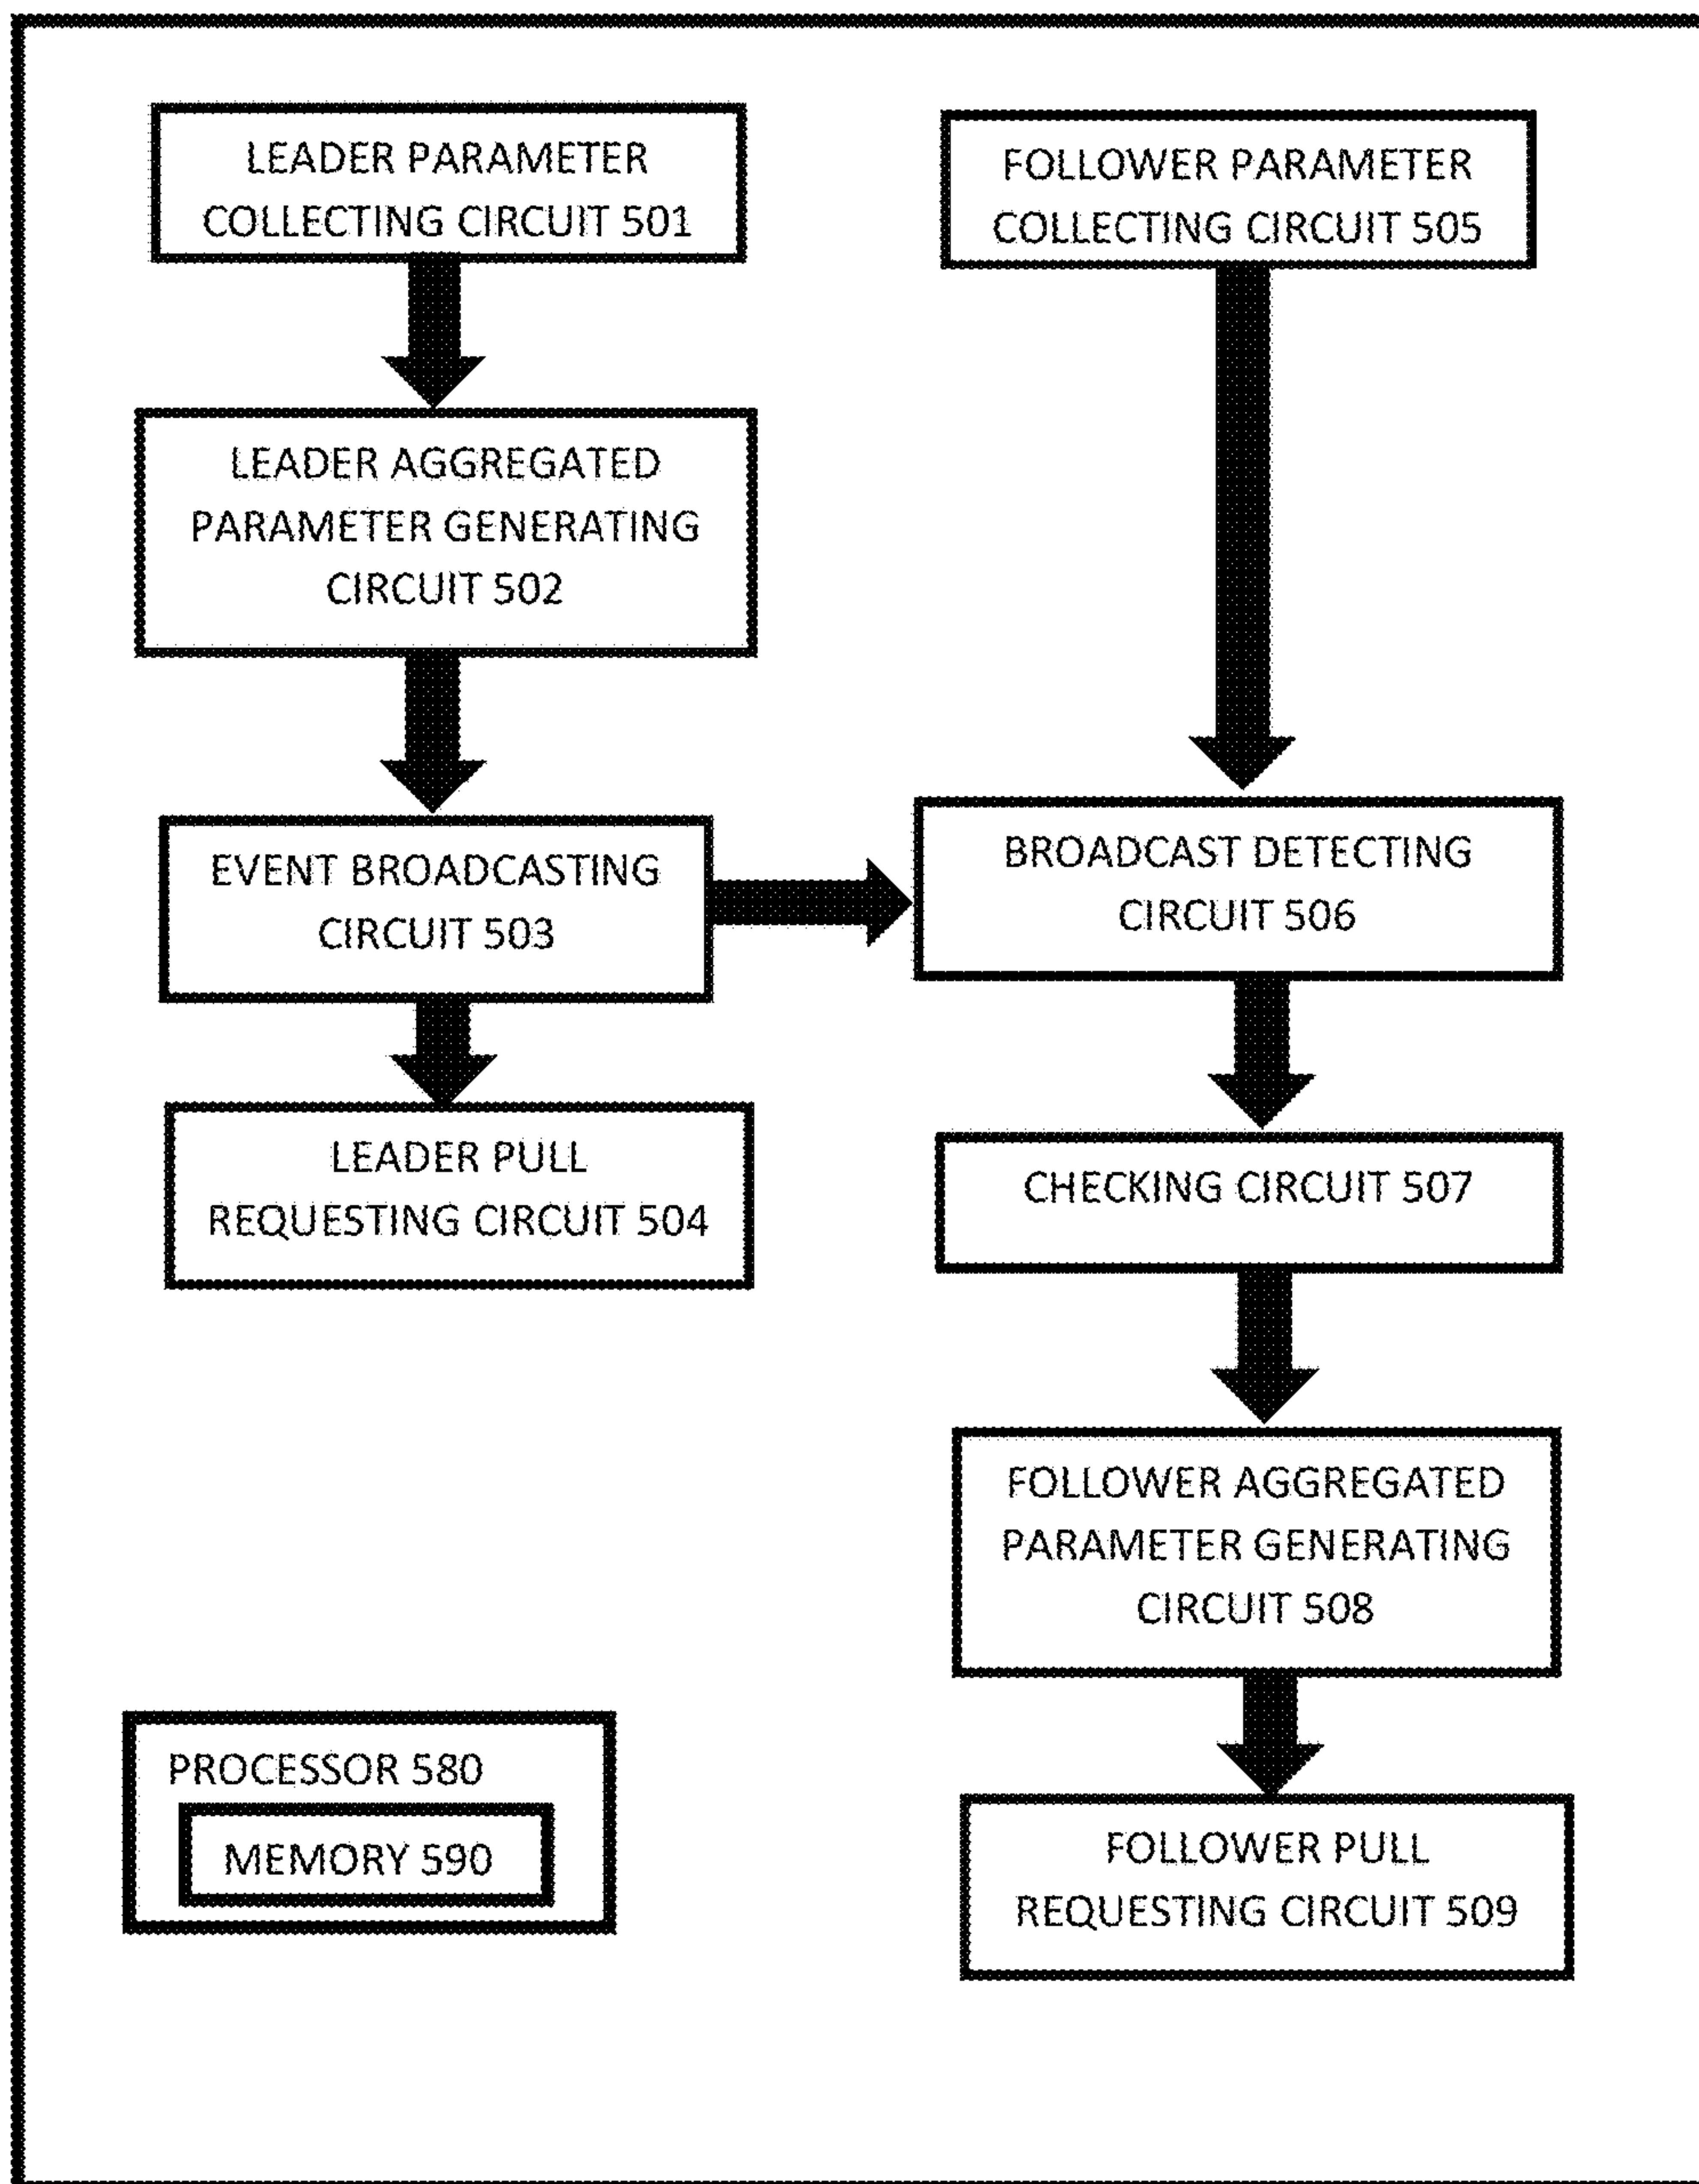 LEADER PARAMETER
COLLECTING CIRCUIT 501
LEADER AGGREGATED
PARAMETER GENERATING
CIRCUIT 502
EVENT BROADCASTING
CIRCUIT 503
LEADER PULL
REQUESTING CIRCUIT 504
FOLLOWER PARAMETER
COLLECTING CIRCUIT 505
BROADCAST DETECTING
CIRCUIT 506
CHECKING CIRCUIT 507
FOLLOWER AGGREGATED
PARAMETER GENERATING
CIRCUIT 508
FOLLOWER PULL
REQUESTING CIRCUIT 509
PROCESSOR 580
MEMORY 590